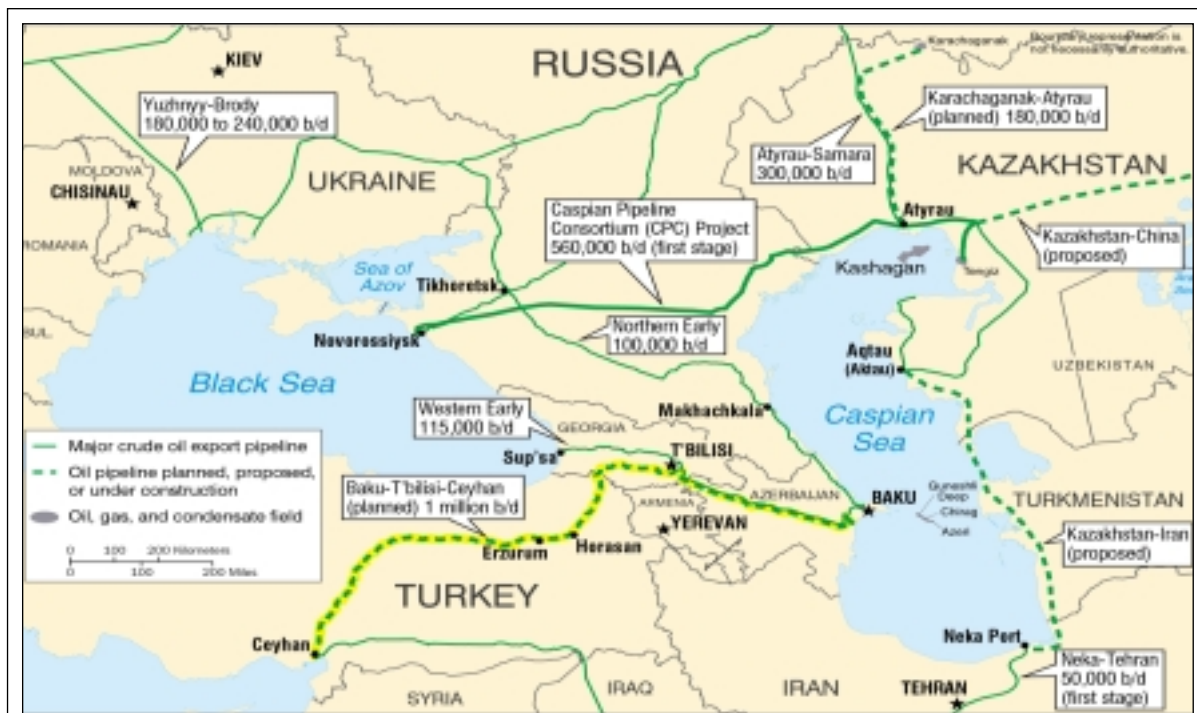 Karachaganak
Boundary representation is
not necessarily authoritative.
KIEV
RUSSIA
Yuzhnyy-Brody
180,000 to 240,000 b/d
Karachaganak-Atyrau
(planned) 180,000 b/d
Atyrau-Samara
300,000 b/d
KAZAKHSTAN
MOLDOVA
CHISINAU
UKRAINE
Caspian Pipeline
Consortium (CPC) Project
560,000 b/d (first stage)
Atyrau
ROMANIA
Kazakhstan-China
(proposed)
Kashagan
Tengiz
Sea of
Azov
Tikhoretsk
Novorossiysk
Northern Early
100,000 b/d
BUL.
Aqtau
(Aktau)
UZBEKISTAN
Black Sea
Western Early
115,000 b/d
GEORGIA
Makhachkala
Caspian
Sea
Major crude oil export pipeline
Oil pipeline planned, proposed,
or under construction
Oil, gas, and condensate field
0 100 200 Kilometers
0 100 200 Miles
Sup'sa
T'BILISI
Baku-T'bilisi-Ceyhan
(planned) 1 million b/d
ARMENIA
AZERBAIJAN
BAKU
Guneshli
Deep
Chirag
Azeri
TURKMENISTAN
YEREVAN
Erzurum
Horasan
Kazakhstan-Iran
(proposed)
TURKEY
Ceyhan
Neka Port
Neka-Tehran
50,000 b/d
(first stage)
SYRIA
IRAQ
IRAN
TEHRAN